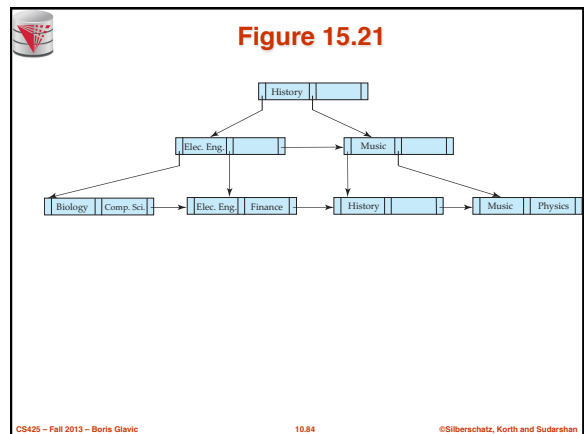 Figure 15.21
History
Elec. Eng.
Music
Biology
Comp. Sci.
Elec. Eng.
Finance
History
Music
Physics
CS425 – Fall 2013 – Boris Glavic
10.84
©Silberschatz, Korth and Sudarshan